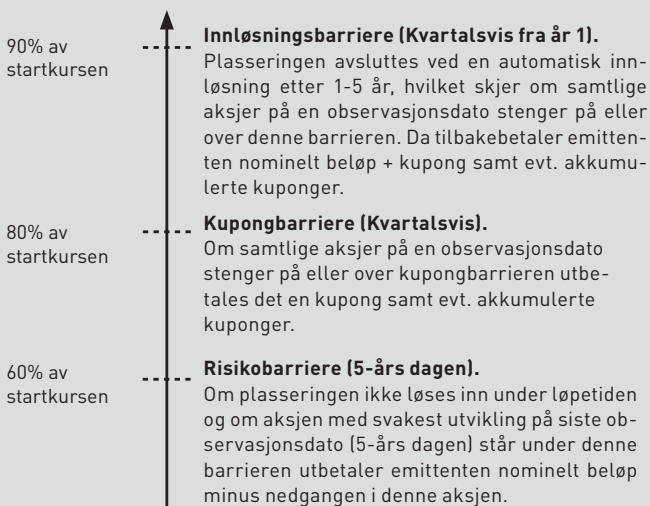 90% av
startkursen
Innløsningsbarriere (Kvartalsvis fra år 1).
Plasseringen avsluttes ved en automatisk inn-
løsning etter 1-5 år, hvilket skjer om samtlige
aksjer på en observasjonsdato stenger på eller
over denne barrieren. Da tilbakebetaler emitten-
ten nominelt beløp + kupong samt evt. akkumu-
lerte kuponger.
80% av
startkursen
Kupongbarriere (Kvartalsvis).
Om samtlige aksjer på en observasjonsdato
stenger på eller over kupongbarrieren utbe-
tales det en kupong samt evt. akkumulerte
kuponger.
60% av
startkursen
Risikobarriere (5-års dagen).
Om plasseringen ikke løses inn under løpetiden
og om aksjen med svakest utvikling på siste ob-
servasjonsdato (5-års dagen) står under denne
barrieren utbetaler emittenten nominelt beløp
minus nedgangen i denne aksjen.